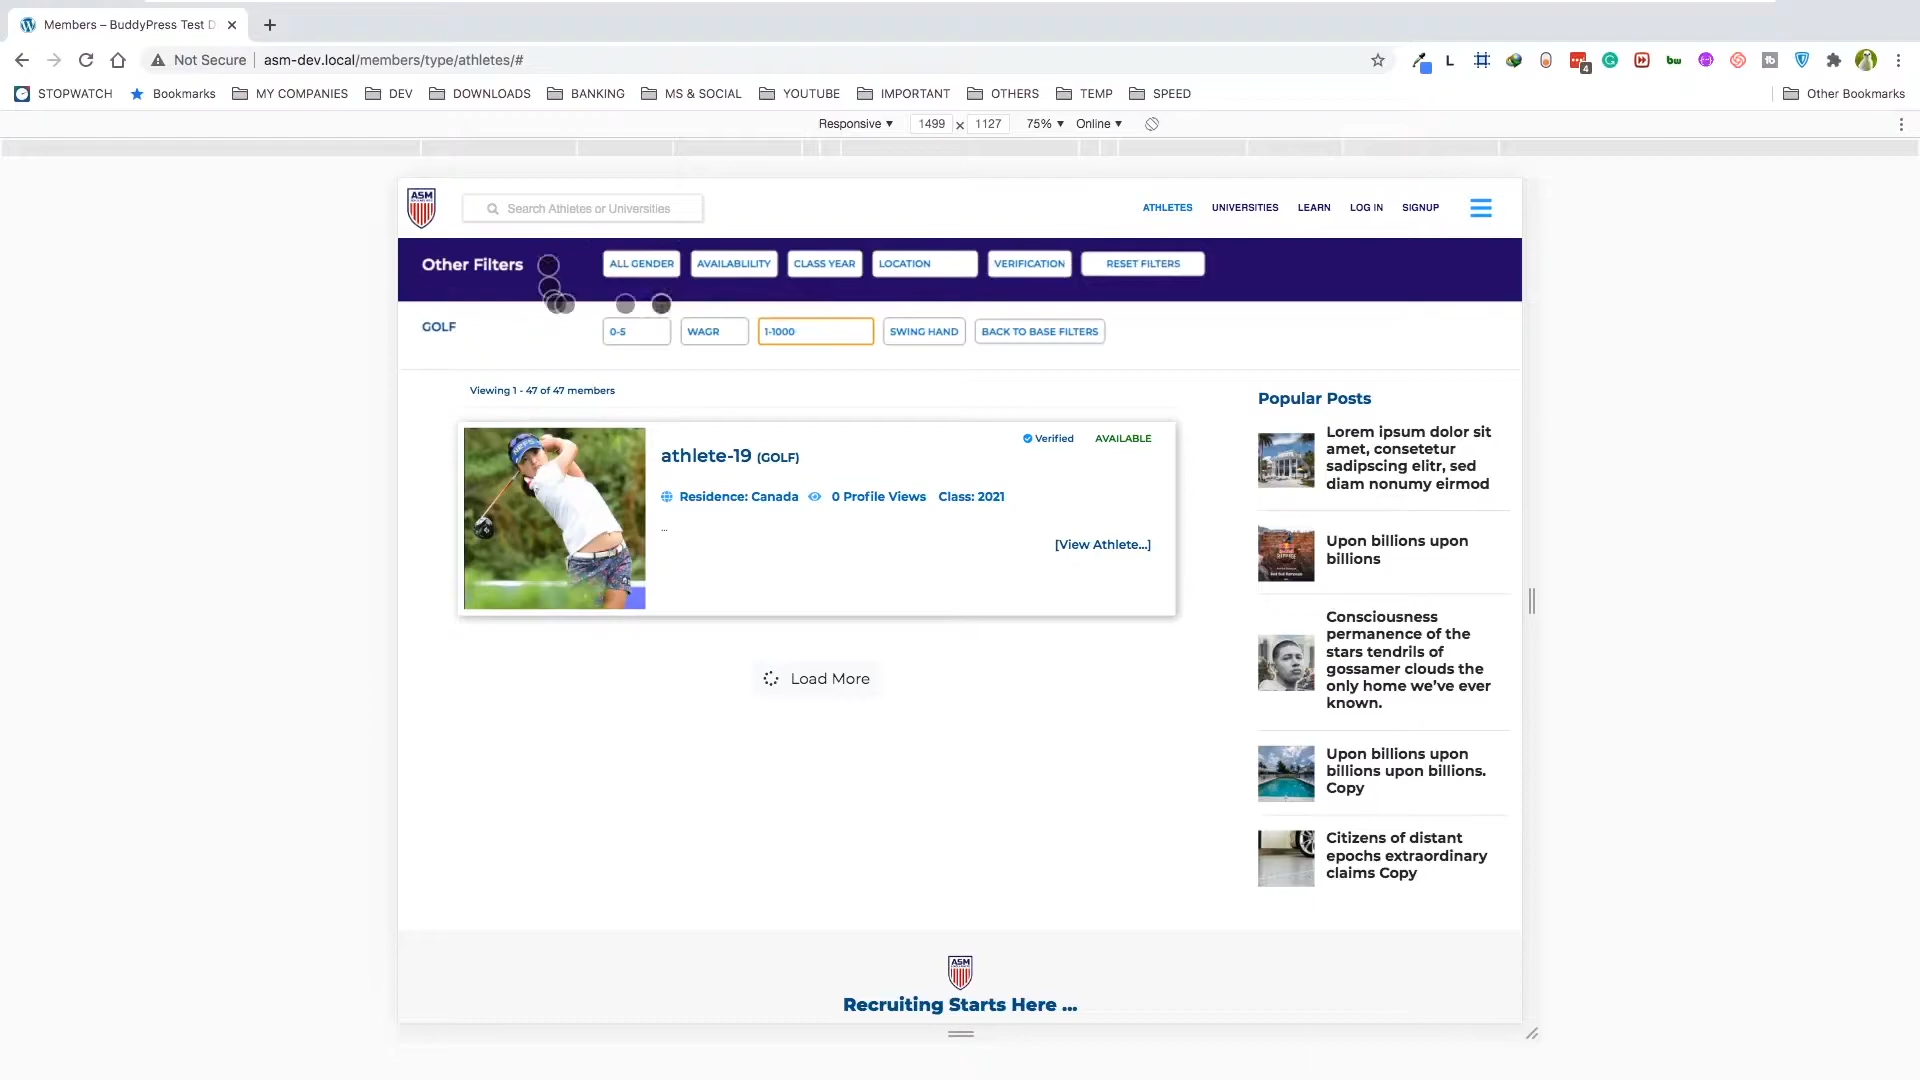 Members – BuddyPress Test D
Not Secure
asm-dev.local/members/type/athletes/#
L
4
bw
STOPWATCH
Bookmarks
MY COMPANIES
DEV
DOWNLOADS
BANKING
MS & SOCIAL
YOUTUBE
IMPORTANT
OTHERS
TEMP
SPEED
Other Bookmarks
Responsive
1499 x 1127
75%
Online
ASM
Search Athletes or Universities
ATHLETES
UNIVERSITIES
LEARN
LOG IN
SIGNUP
Other Filters
ALL GENDER
AVAILABLILITY
CLASS YEAR
LOCATION
VERIFICATION
RESET FILTERS
GOLF
0-5
WAGR
1-1000
SWING HAND
BACK TO BASE FILTERS
Viewing 1 - 47 of 47 members
Verified
AVAILABLE
athlete-19 (GOLF)
Residence: Canada
0 Profile Views
Class: 2021
...
[View Athlete...]
Load More
Popular Posts
Lorem ipsum dolor sit
amet, consetetur
sadipscing elitr, sed
diam nonumy eirmod
Upon billions upon
billions
Consciousness
permanence of the
stars tendrils of
gossamer clouds the
only home we've ever
known.
Upon billions upon
billions upon billions.
Copy
Citizens of distant
epochs extraordinary
claims Copy
ASM
Recruiting Starts Here ...